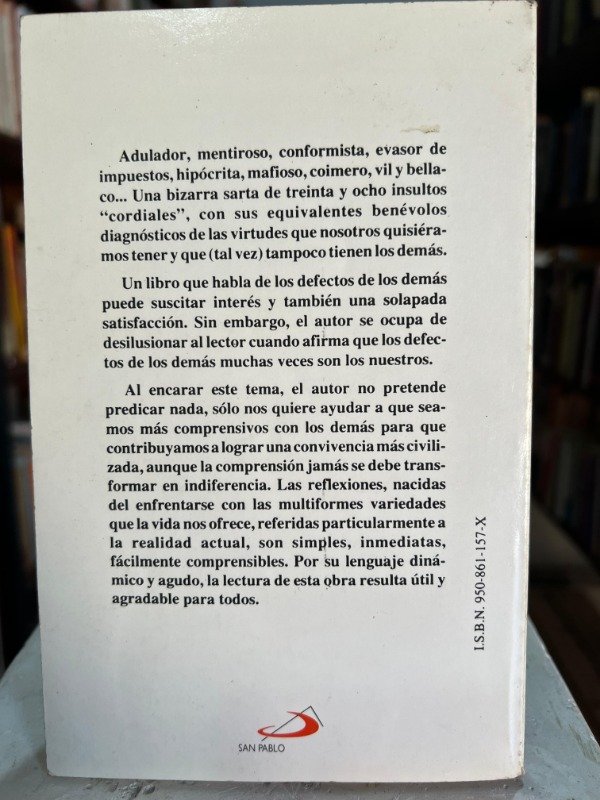 Adulador, mentiroso, conformista, evasor de
impuestos, hipócrita, mafioso, coimero, vil y bella-
co... Una bizarra sarta de treinta y ocho insultos
“cordiales”, con sus equivalentes benévolos
diagnósticos de las virtudes que nosotros quisiéra-
mos tener y que (tal vez) tampoco tienen los demás.
Un libro que habla de los defectos de los demás
puede suscitar interés y también una solapada
satisfacción. Sin embargo, el autor se ocupa de
desilusionar al lector cuando afirma que los defec-
tos de los demás muchas veces son los nuestros.
Al encarar este tema, el autor no pretende
predicar nada, sólo nos quiere ayudar a que sea-
mos más comprensivos con los demás para que
contribuyamos a lograr una convivencia más civili-
zada, aunque la comprensión jamás se debe trans-
formar en indiferencia. Las reflexiones, nacidas
del enfrentarse con las multiformes variedades
que la vida nos ofrece, referidas particularmente a
la realidad actual, son simples, inmediatas,
fácilmente comprensibles. Por su lenguaje diná-
mico y agudo, la lectura de esta obra resulta útil y
agradable para todos.
I.S.B.N. 950-861-157-X
SAN PABLO